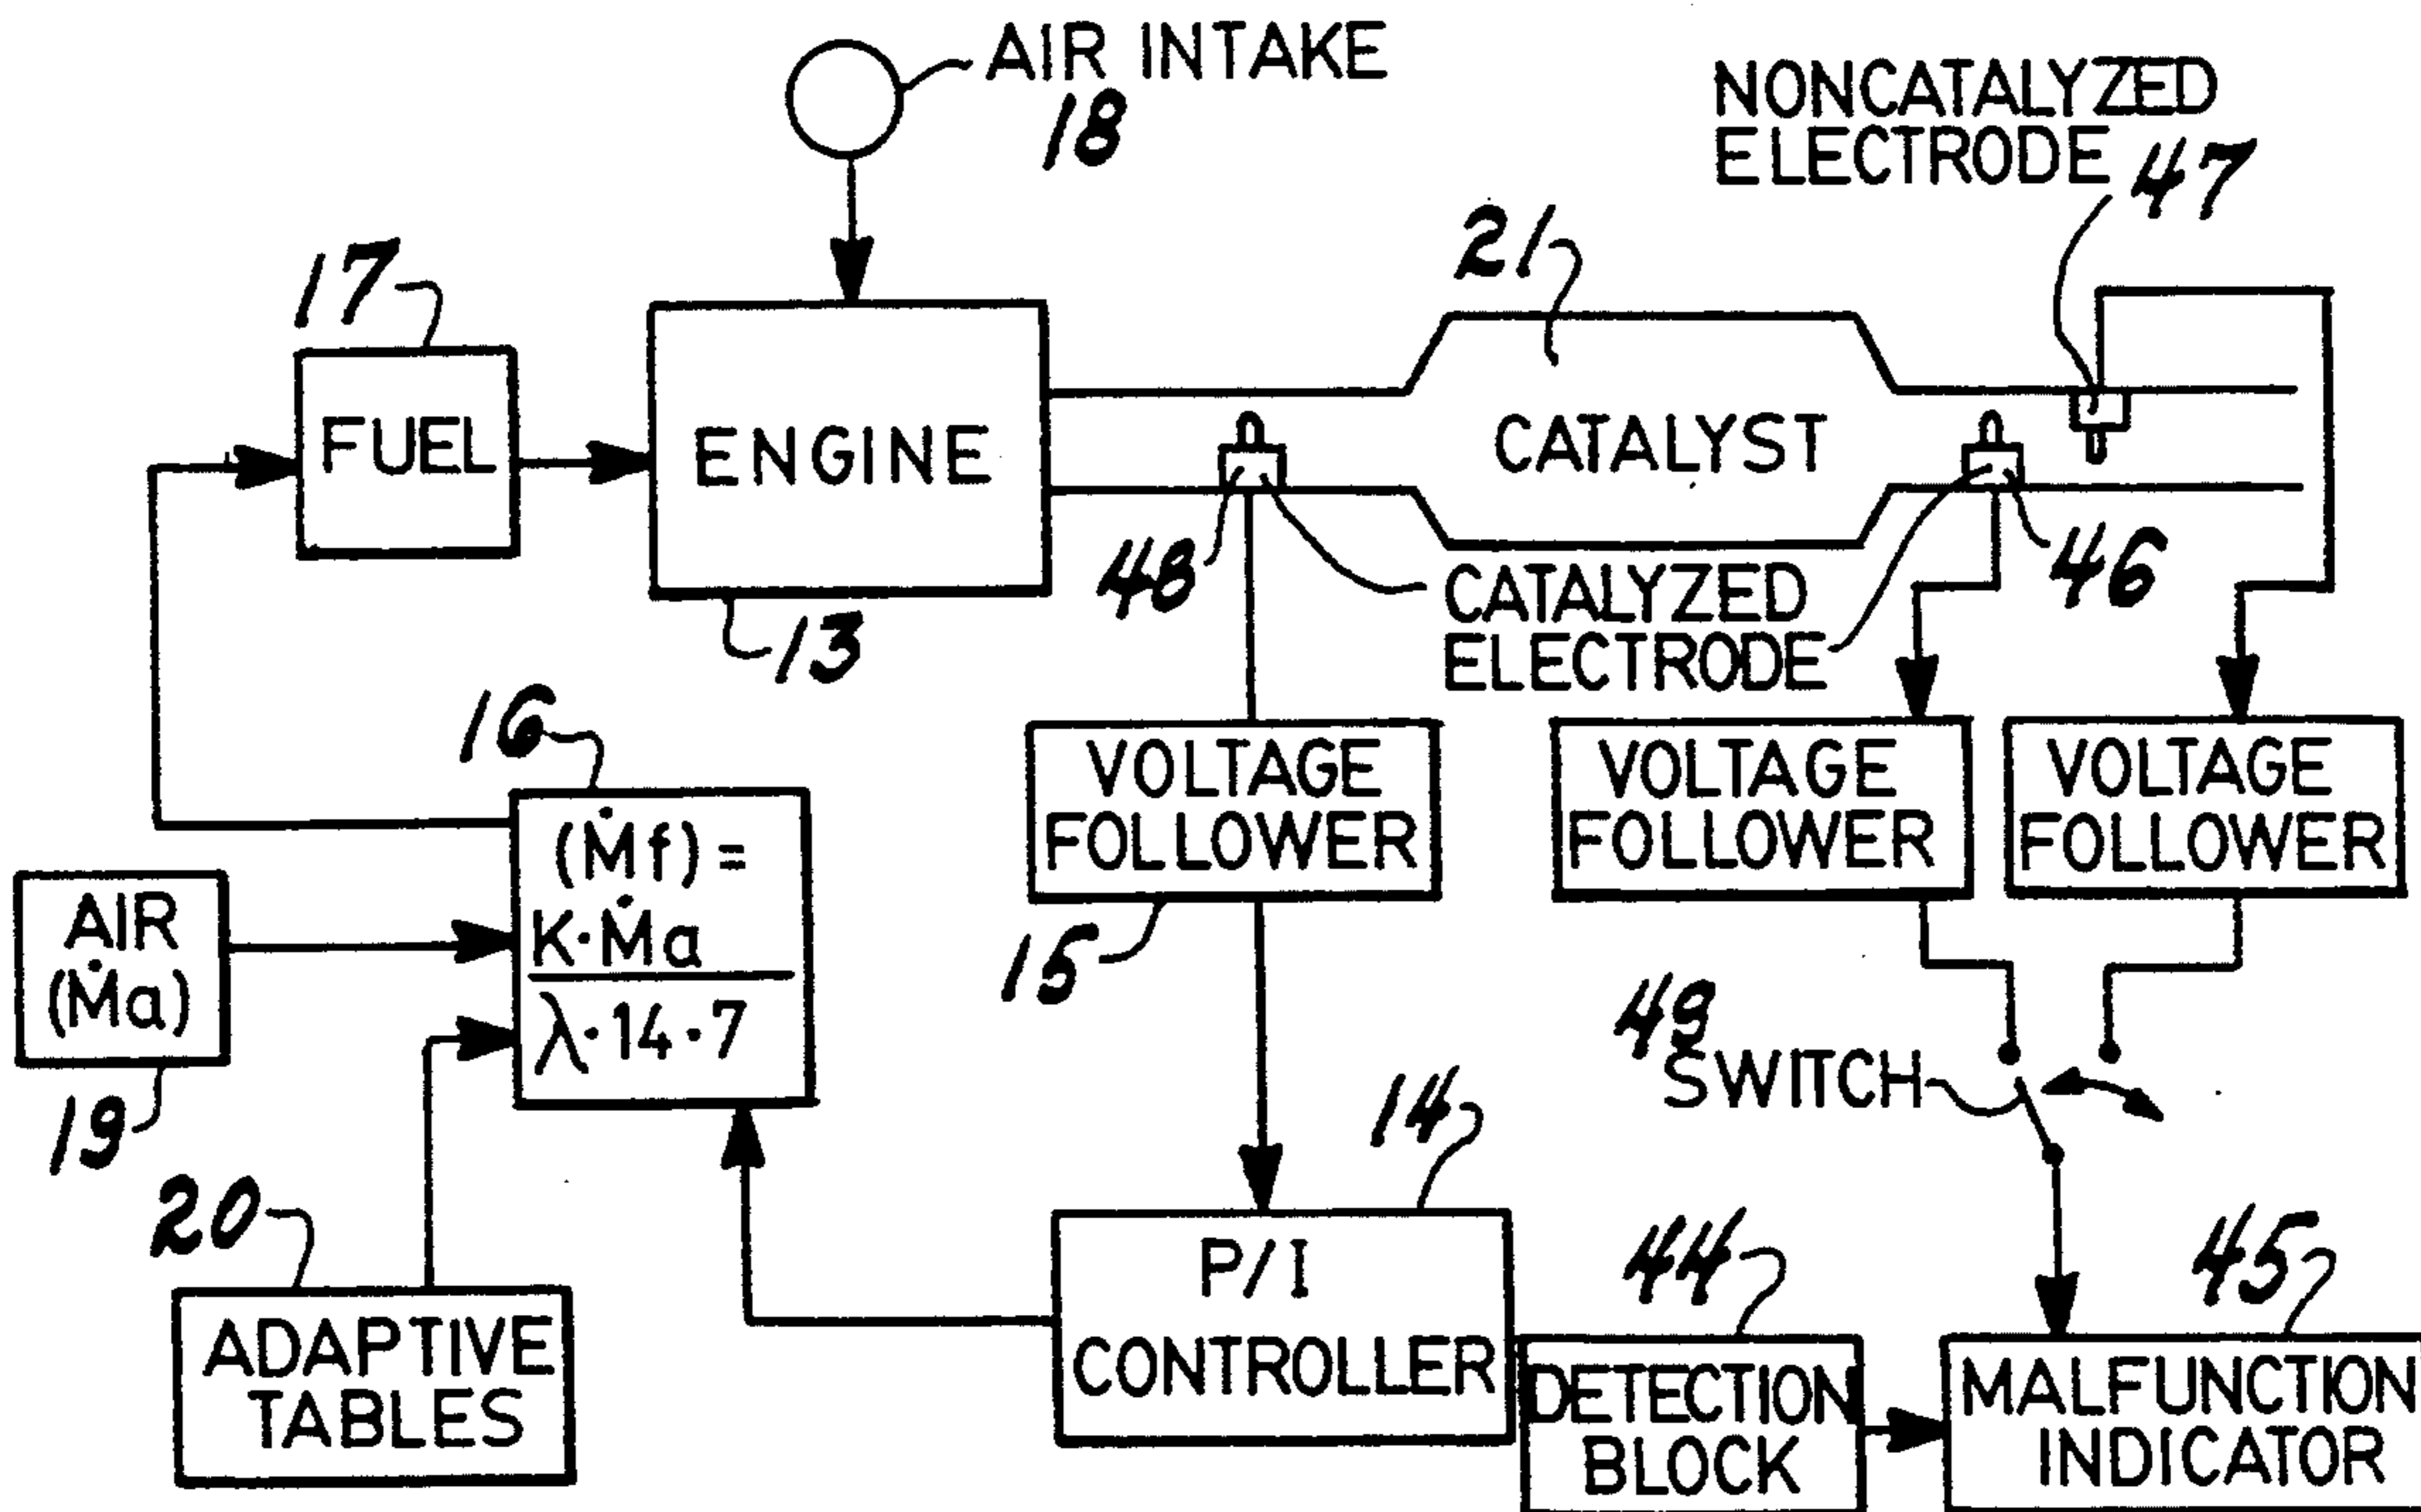 AIR INTAKE
18
NONCATALYZED
ELECTRODE 47
17
21
FUEL
ENGINE
CATALYST
13
48
CATALYZED
ELECTRODE
46
16
VOLTAGE
FOLLOWER
VOLTAGE
FOLLOWER
VOLTAGE
FOLLOWER
(Ṁf) =
K·Ṁa
λ·14·7
AIR
(Ṁa)
15
49
SWITCH
19
14
20
P/I
CONTROLLER
44
45
ADAPTIVE
TABLES
DETECTION
BLOCK
MALFUNCTION
INDICATOR